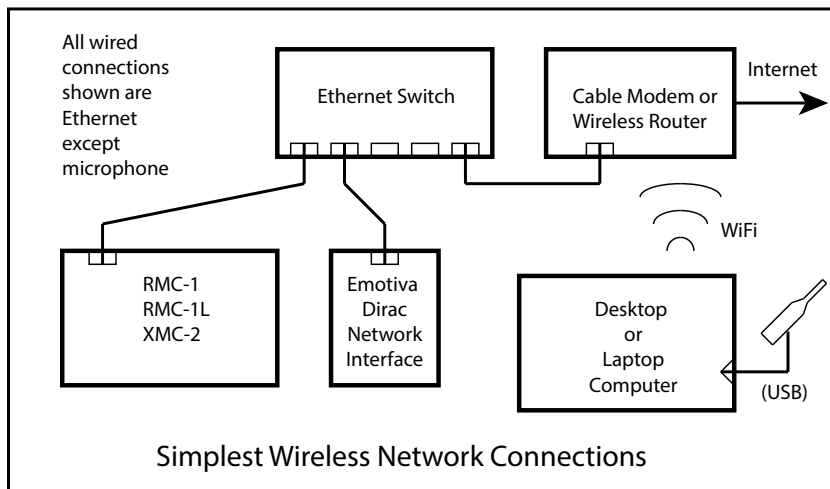 All wired
connections
shown are
Ethernet
except
microphone
Ethernet Switch
Cable Modem or
Wireless Router
Internet
WiFi
RMC-1
RMC-1L
XMC-2
Emotiva
Dirac
Network
Interface
Desktop
or
Laptop
Computer
(USB)
Simplest Wireless Network Connections